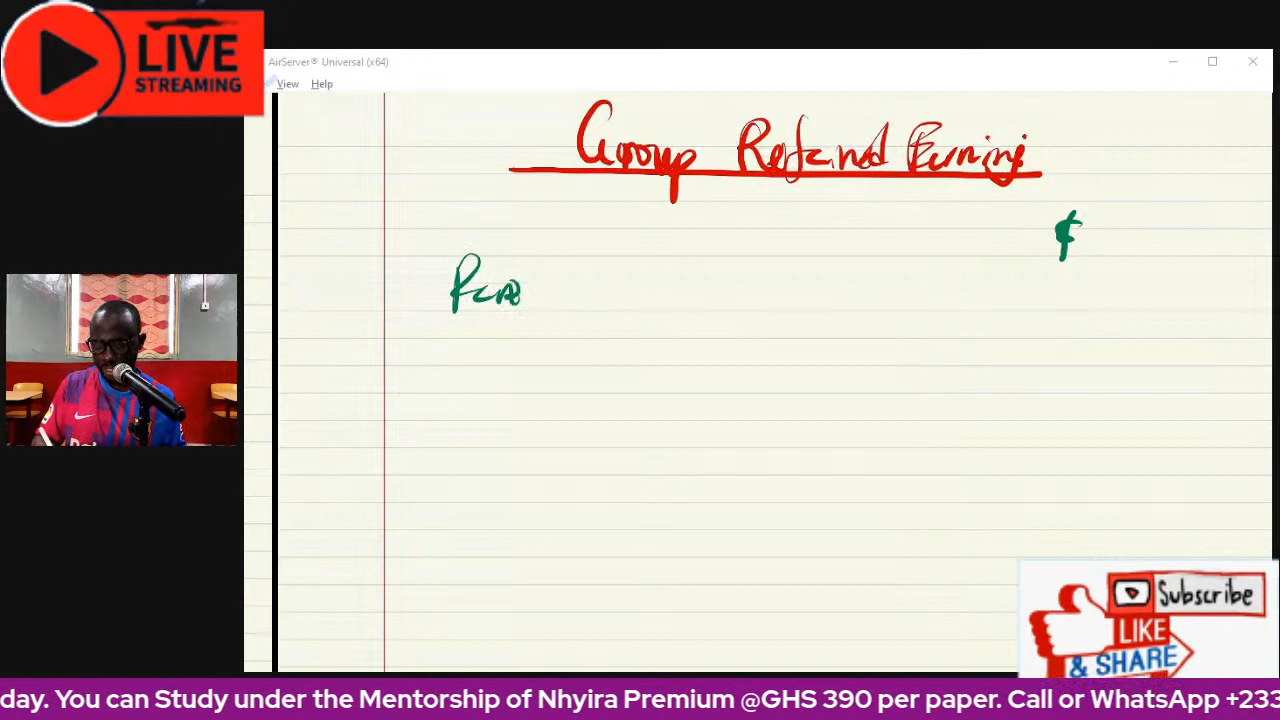 LIVE
STREAMING
AirServer® Universal (x64)
View Help
Group Retained Earnings
$
Subscribe
LIKE
& SHARE
day. You can Study under the Mentorship of Nhyira Premium @GHS 390 per paper. Call or WhatsApp +233